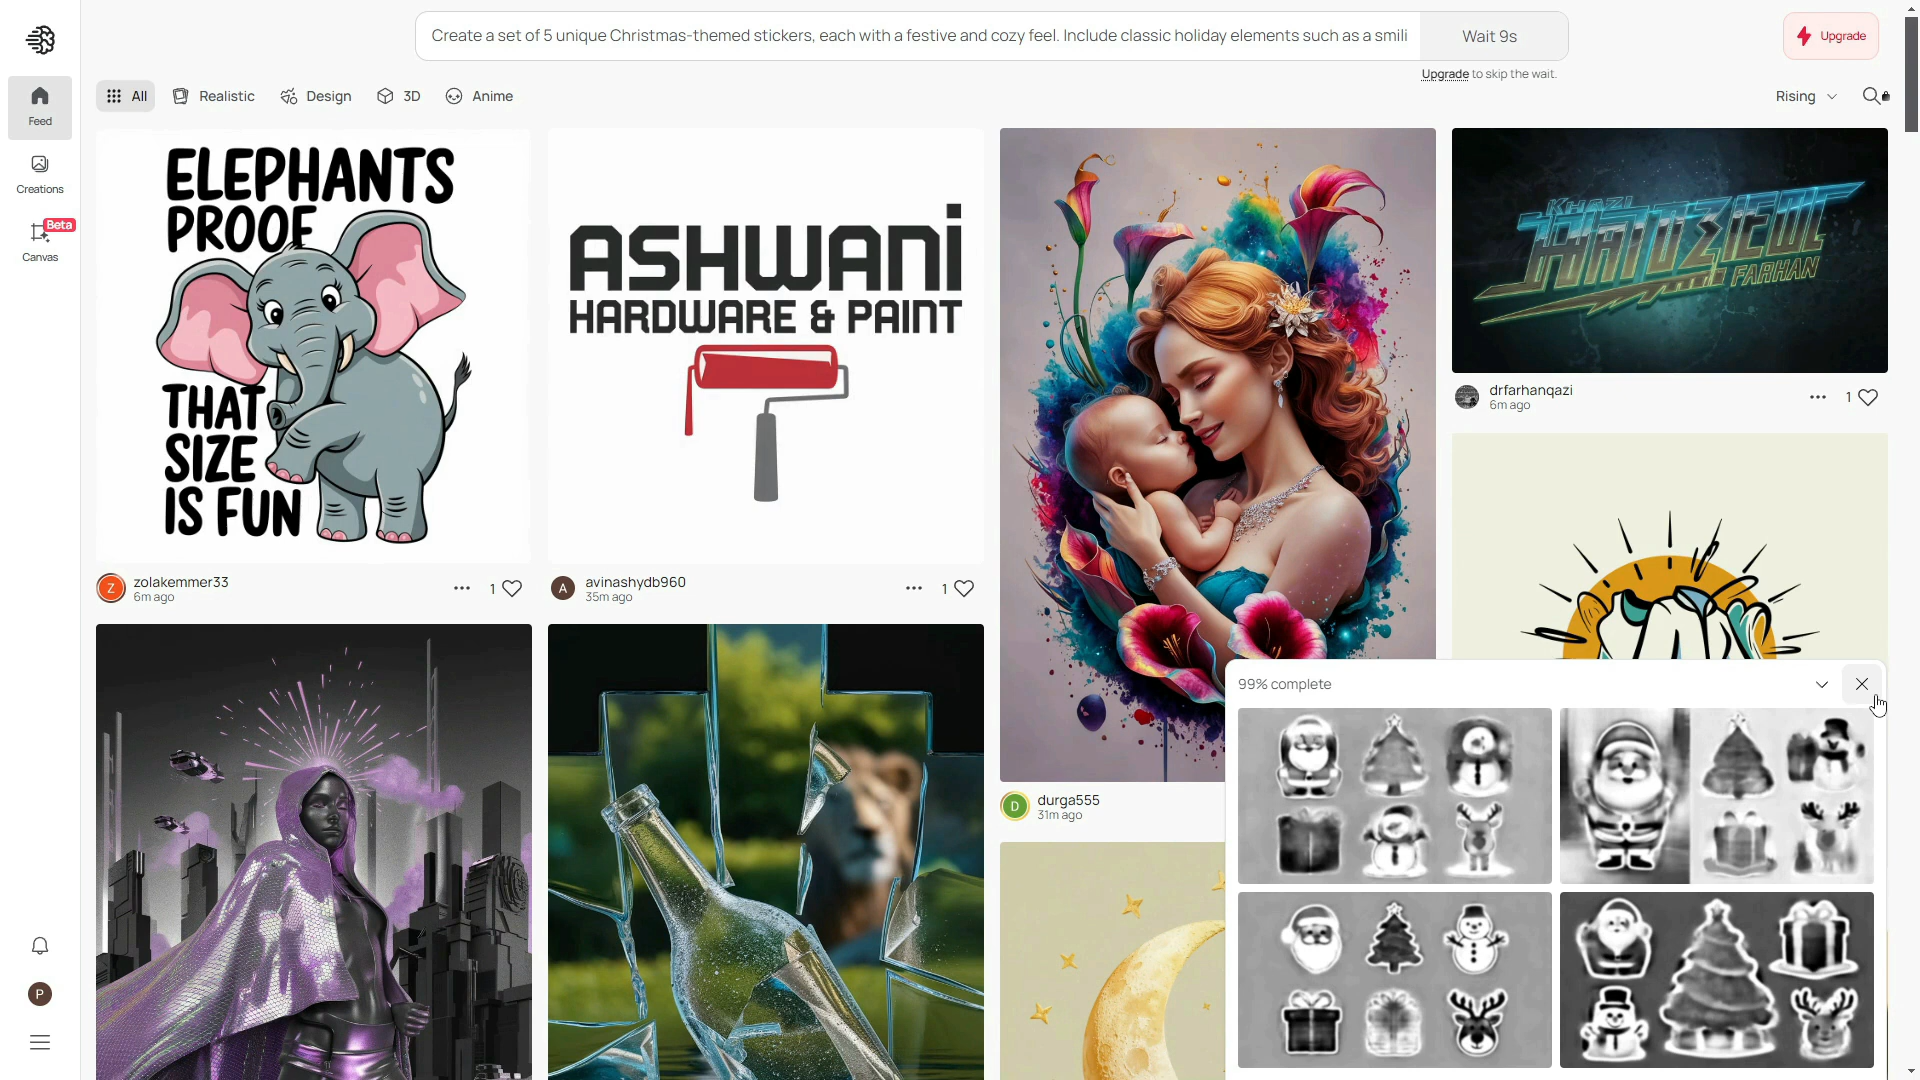 Create a set of 5 unique Christmas-themed stickers, each with a festive and cozy feel. Include classic holiday elements such as a smili
Wait 9s
Upgrade
Upgrade to skip the wait.
All
Realistic
Design
3D
Anime
Rising
Feed
Creations
Beta
Canvas
P
ELEPHANTS
PROOF
THAT
SIZE
IS FUN
Z
zolakemmer33
6m ago
1
ASHWANi
HARDWARE & PAINT
A
avinashydb960
35m ago
1
D
durga555
31m ago
KHAZI
FARHAN
drfarhanqazi
6m ago
1
99% complete